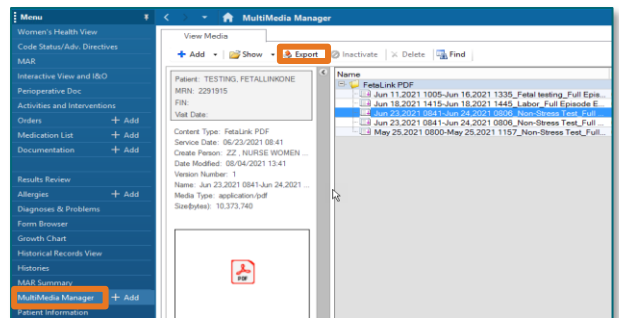 Menu
MultiMedia Manager
Women's Health View
Code Status/Adv. Directives
MAR
Interactive View and I&O
Perioperative Doc
Activities and Interventions
Orders + Add
Medication List + Add
Documentation + Add
Results Review
Allergies + Add
Diagnoses & Problems
Form Browser
Growth Chart
Historical Records View
Histories
MAR Summary
MultiMedia Manager + Add
Patient Information
View Media
+ Add Show Export Inactivate Delete Find
Patient: TESTING, FETALLINKONE
MRN: 2291915
FIN:
Visit Date:
Content Type: FetaLink PDF
Service Date: 06/23/2021 08:41
Create Person: ZZ , NURSE WOMEN ...
Date Modified: 08/04/2021 13:41
Version Number: 1
Name: Jun 23,2021 0841-Jun 24,2021 ...
Media Type: application/pdf
Size(bytes): 10,373,740
PDF
Name
FetaLink PDF
Jun 11,2021 1005-Jun 16,2021 1335_Fetal testing_Full Epis...
Jun 18,2021 1415-Jun 18,2021 1445_Labor_Full Episode E...
Jun 23,2021 0841-Jun 24,2021 0806_Non-Stress Test_Full ...
Jun 23,2021 0841-Jun 24,2021 0806_Non-Stress Test_Full ...
May 25,2021 0800-May 25,2021 1157_Non-Stress Test_Full...